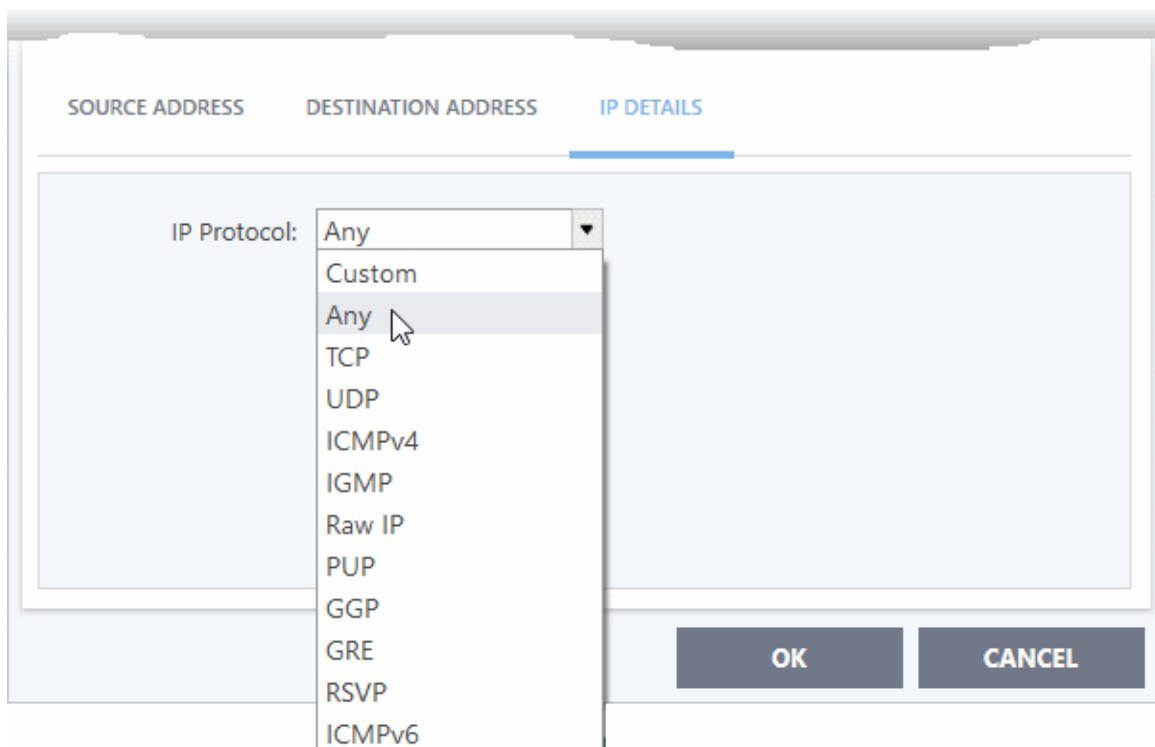 SOURCE ADDRESS DESTINATION ADDRESS IP DETAILS
IP Protocol: Any
Custom
Any
TCP
UDP
ICMPv4
IGMP
Raw IP
PUP
GGP
GRE
RSVP
ICMPv6
OK CANCEL